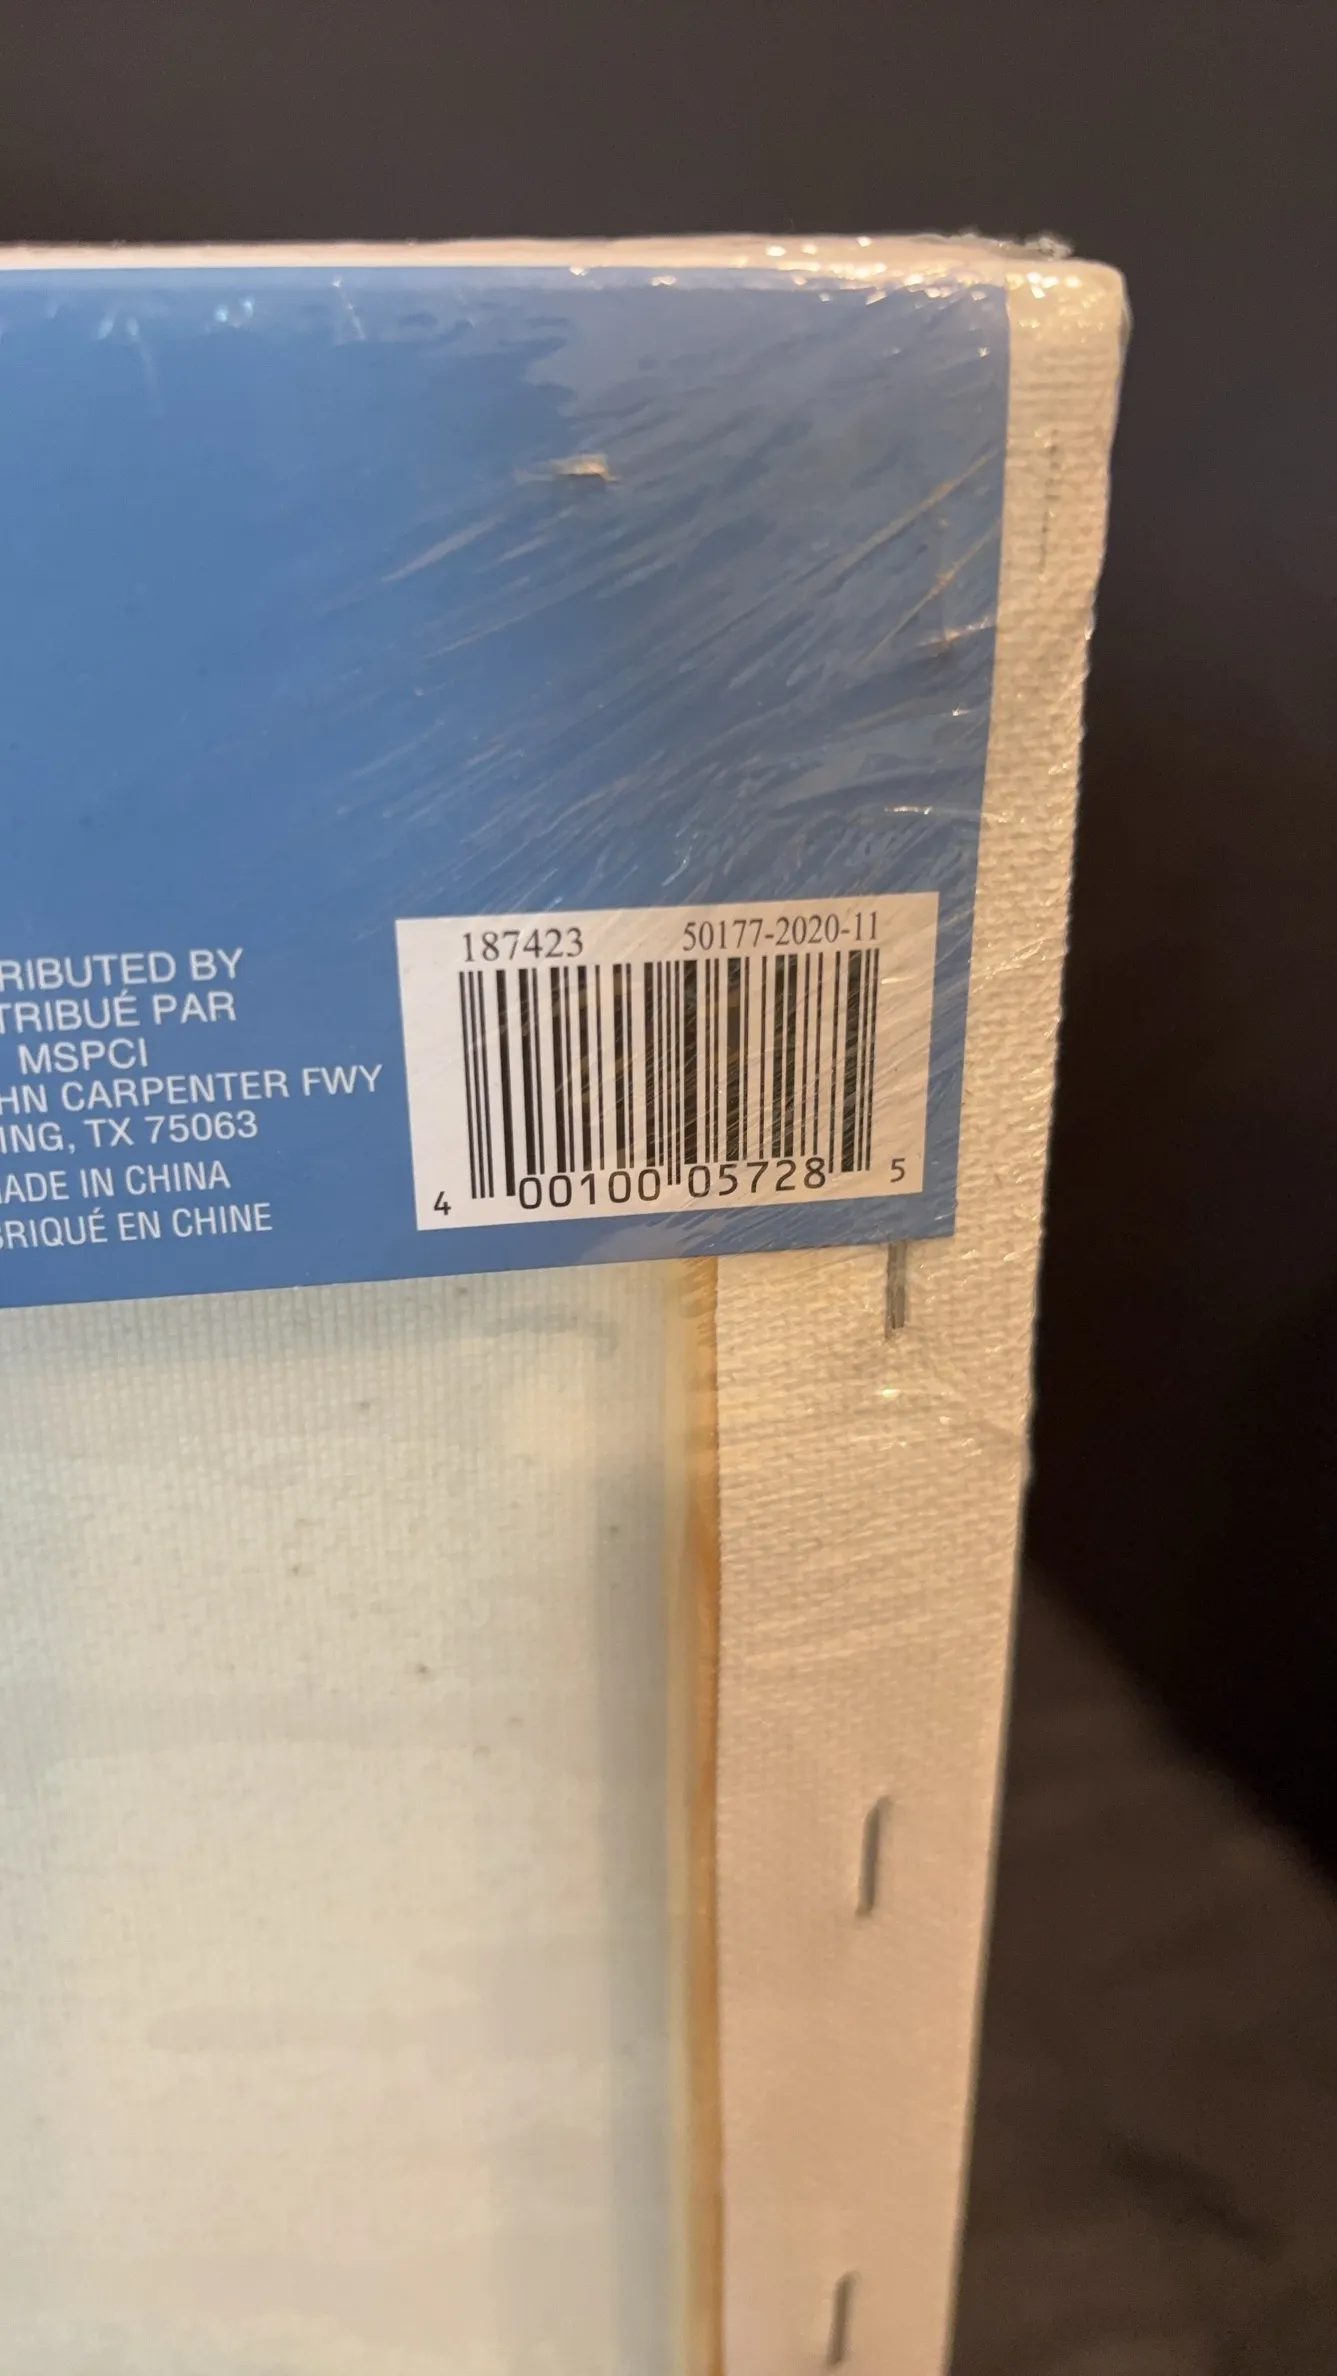 187423 50177-2020-11
4 00100 05728 5
RIBUTED BY
TRIBUÉ PAR
MSPCI
HN CARPENTER FWY
ING, TX 75063
ADE IN CHINA
BRIQUÉ EN CHINE